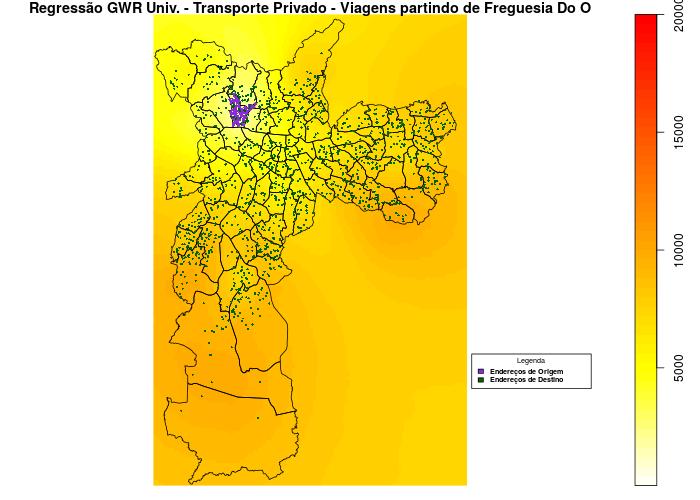 Regressão GWR Univ. - Transporte Privado - Viagens partindo de Freguesia Do O
20000
15000
10000
5000
Legenda
Endereços de Origem
Endereços de Destino